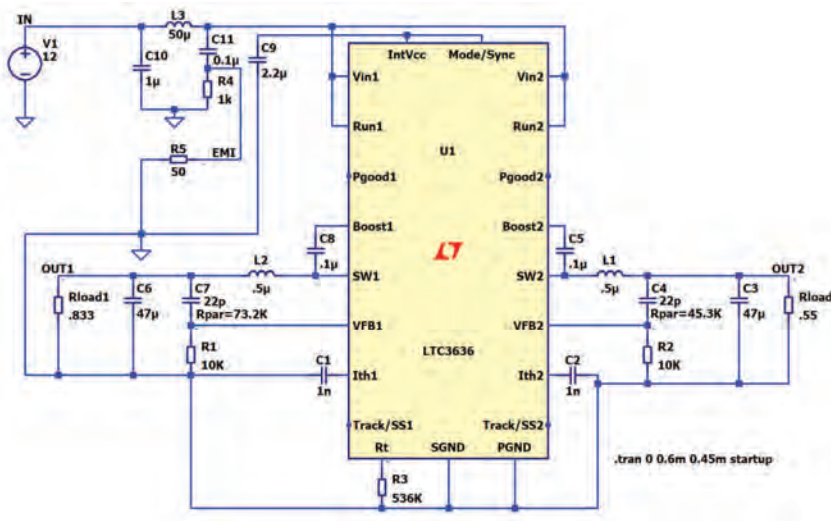 IN
L3
50µ
V1
12
C10
1µ
C11
0.1µ
R4
1k
C9
2.2µ
R5
50
EMI
IntVcc
Mode/Sync
Vin1
Vin2
Run1
Run2
U1
Pgood1
Pgood2
Boost1
Boost2
C8
.1µ
C5
.1µ
SW1
SW2
L2
.5µ
L1
.5µ
OUT1
OUT2
Rload1
.833
C6
47µ
C7
22p
Rpar=73.2K
C4
22p
Rpar=45.3K
C3
47µ
Rload
.55
VFB1
VFB2
R1
10K
R2
10K
LTC3636
C1
1n
C2
1n
Ith1
Ith2
Track/SS1
Track/SS2
Rt
SGND
PGND
R3
536K
.tran 0 0.6m 0.45m startup